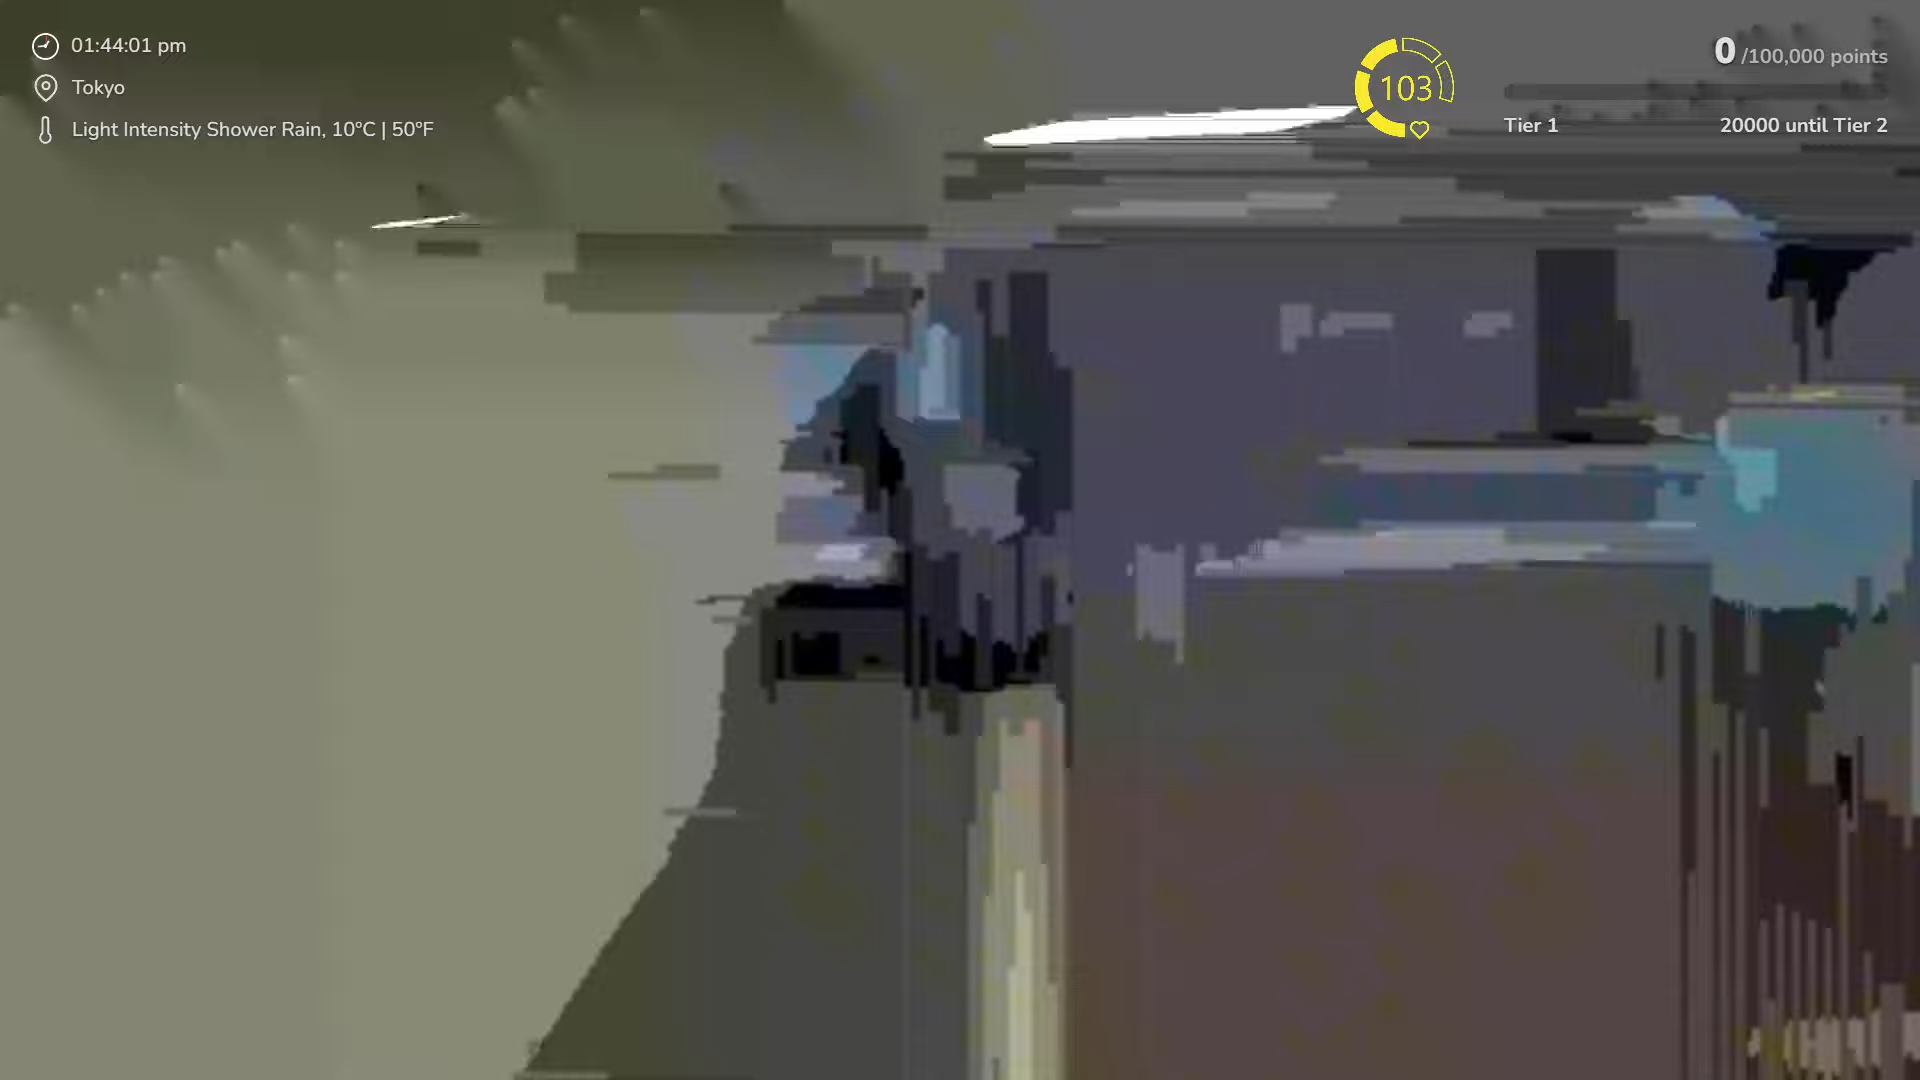 01:44:01 pm
Tokyo
Light Intensity Shower Rain, 10°C | 50°F
103
0 /100,000 points
Tier 1
20000 until Tier 2